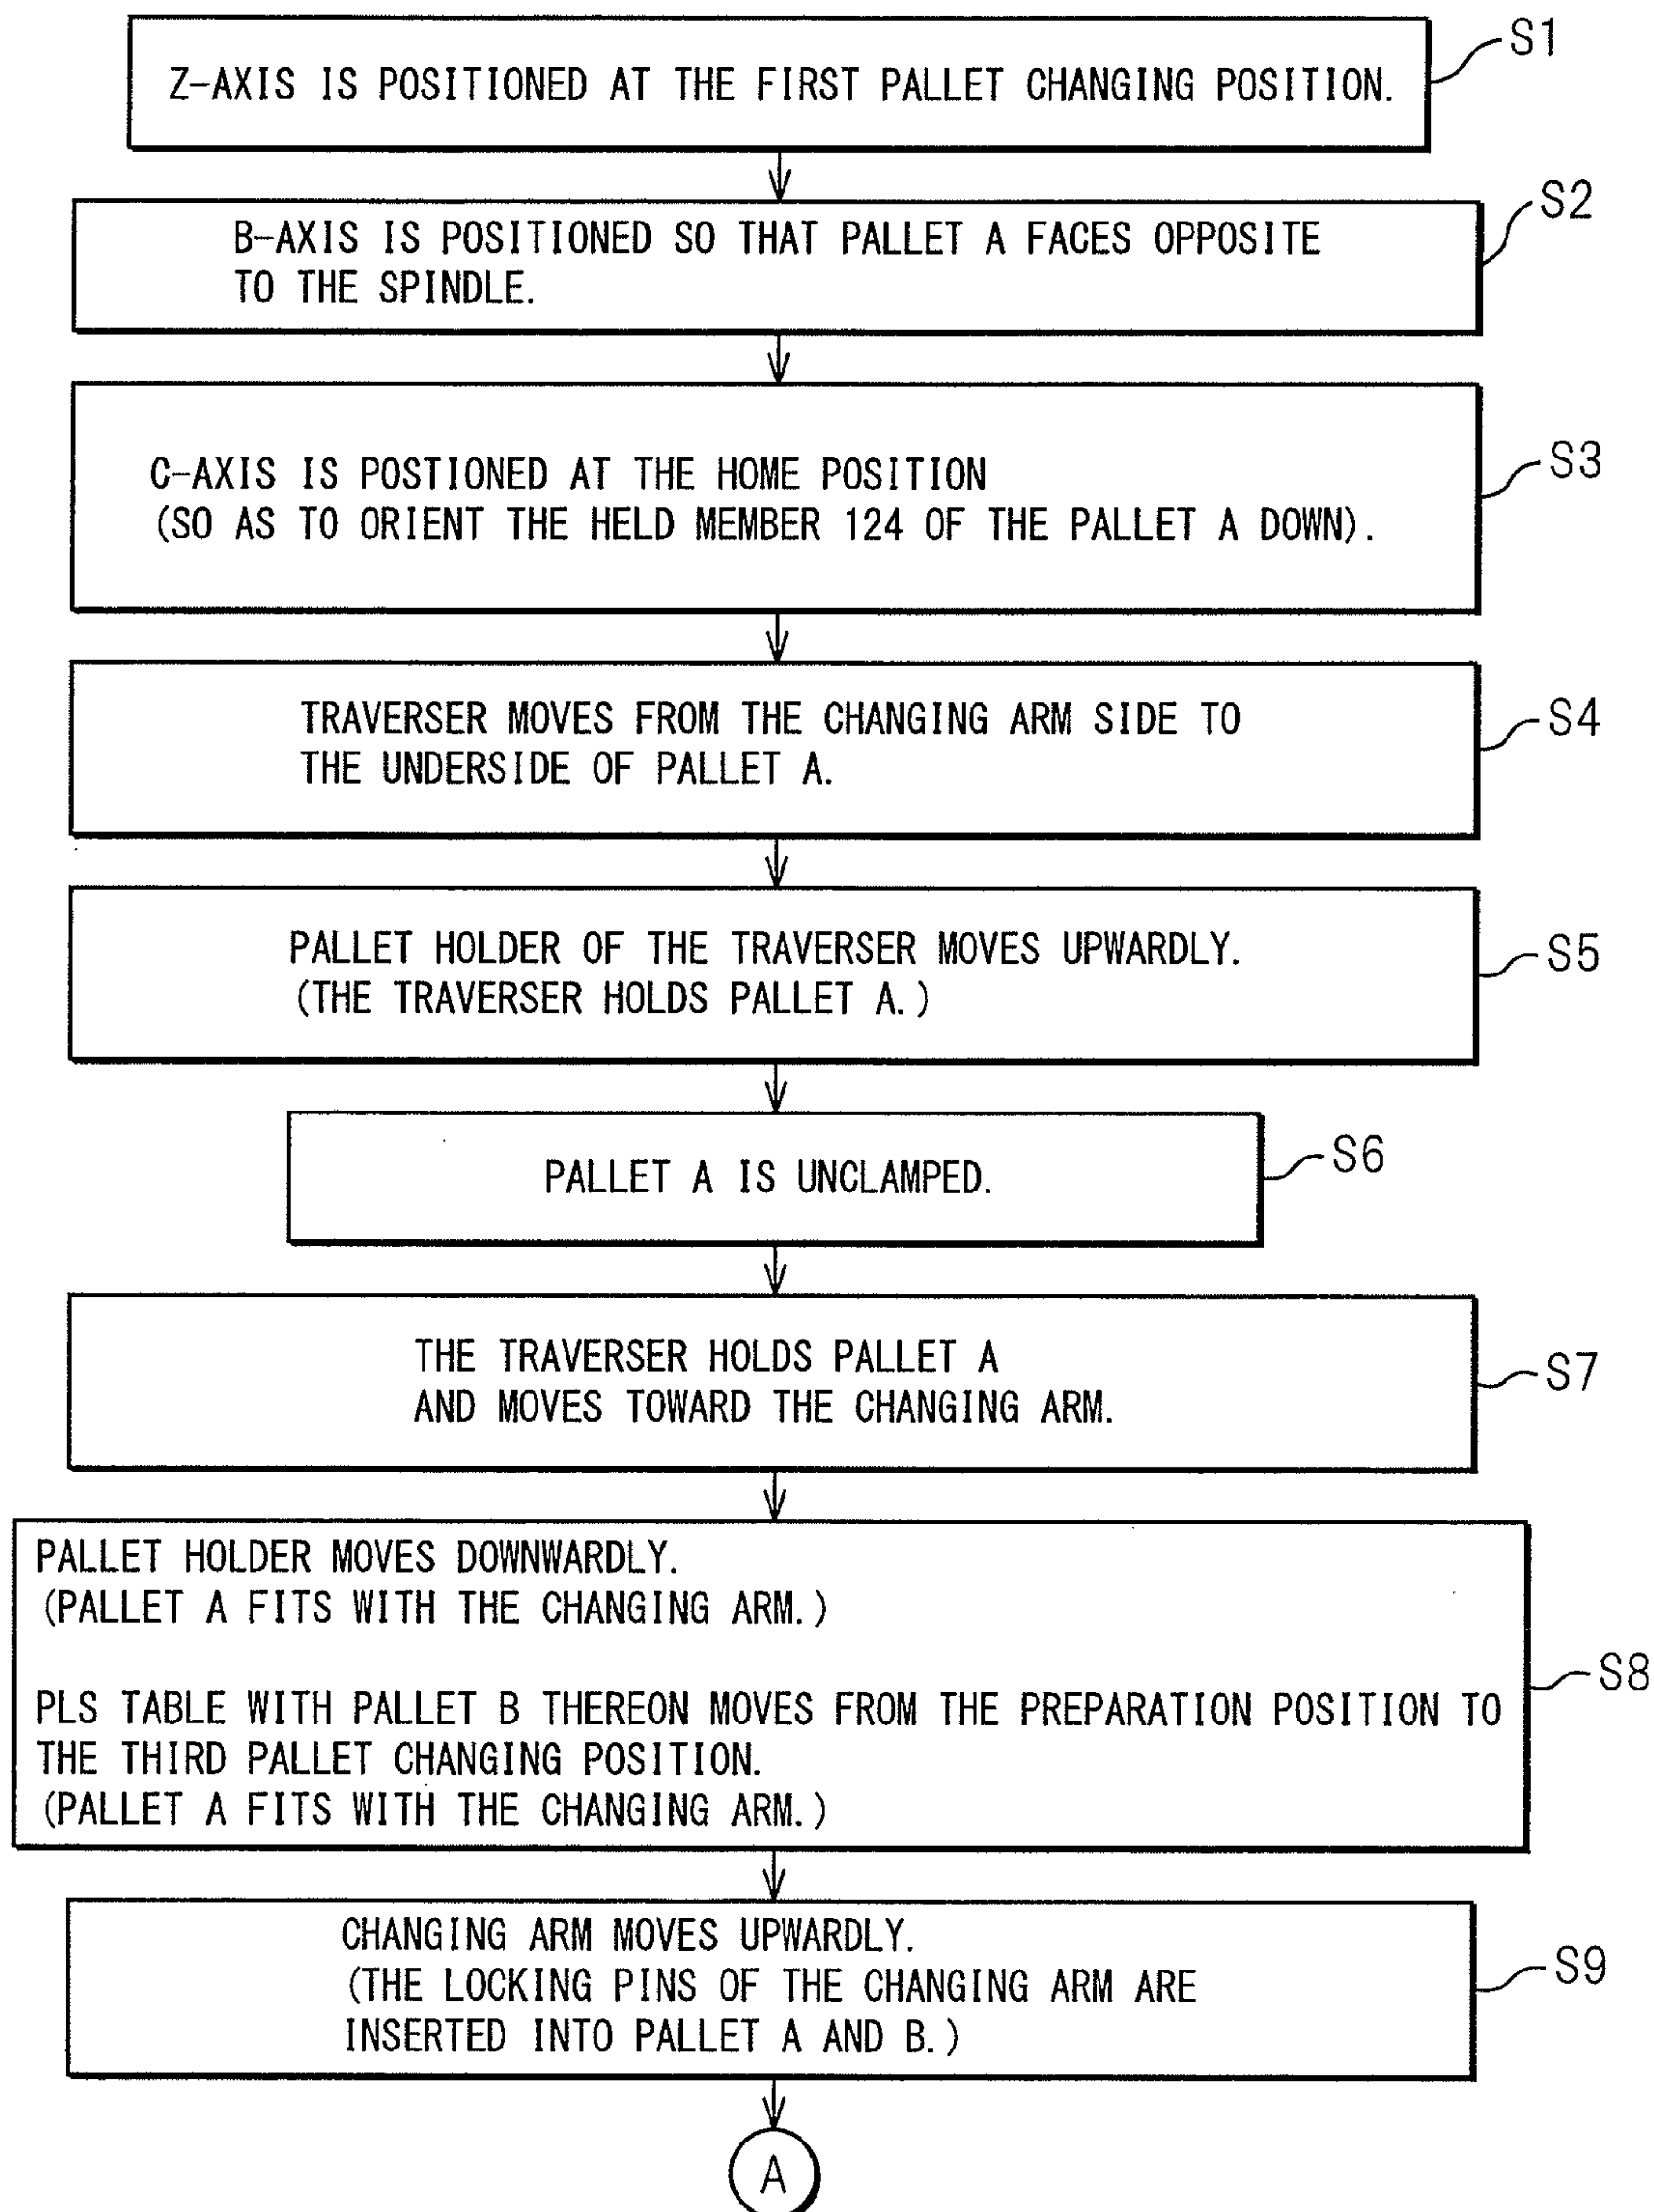 S1
Z-AXIS IS POSITIONED AT THE FIRST PALLET CHANGING POSITION.
S2
B-AXIS IS POSITIONED SO THAT PALLET A FACES OPPOSITE
TO THE SPINDLE.
S3
C-AXIS IS POSTIONED AT THE HOME POSITION
(SO AS TO ORIENT THE HELD MEMBER 124 OF THE PALLET A DOWN).
S4
TRAVERSER MOVES FROM THE CHANGING ARM SIDE TO
THE UNDERSIDE OF PALLET A.
S5
PALLET HOLDER OF THE TRAVERSER MOVES UPWARDLY.
(THE TRAVERSER HOLDS PALLET A.)
S6
PALLET A IS UNCLAMPED.
S7
THE TRAVERSER HOLDS PALLET A
AND MOVES TOWARD THE CHANGING ARM.
S8
PALLET HOLDER MOVES DOWNWARDLY.
(PALLET A FITS WITH THE CHANGING ARM.)
PLS TABLE WITH PALLET B THEREON MOVES FROM THE PREPARATION POSITION TO
THE THIRD PALLET CHANGING POSITION.
(PALLET A FITS WITH THE CHANGING ARM.)
S9
CHANGING ARM MOVES UPWARDLY.
(THE LOCKING PINS OF THE CHANGING ARM ARE
INSERTED INTO PALLET A AND B.)
A